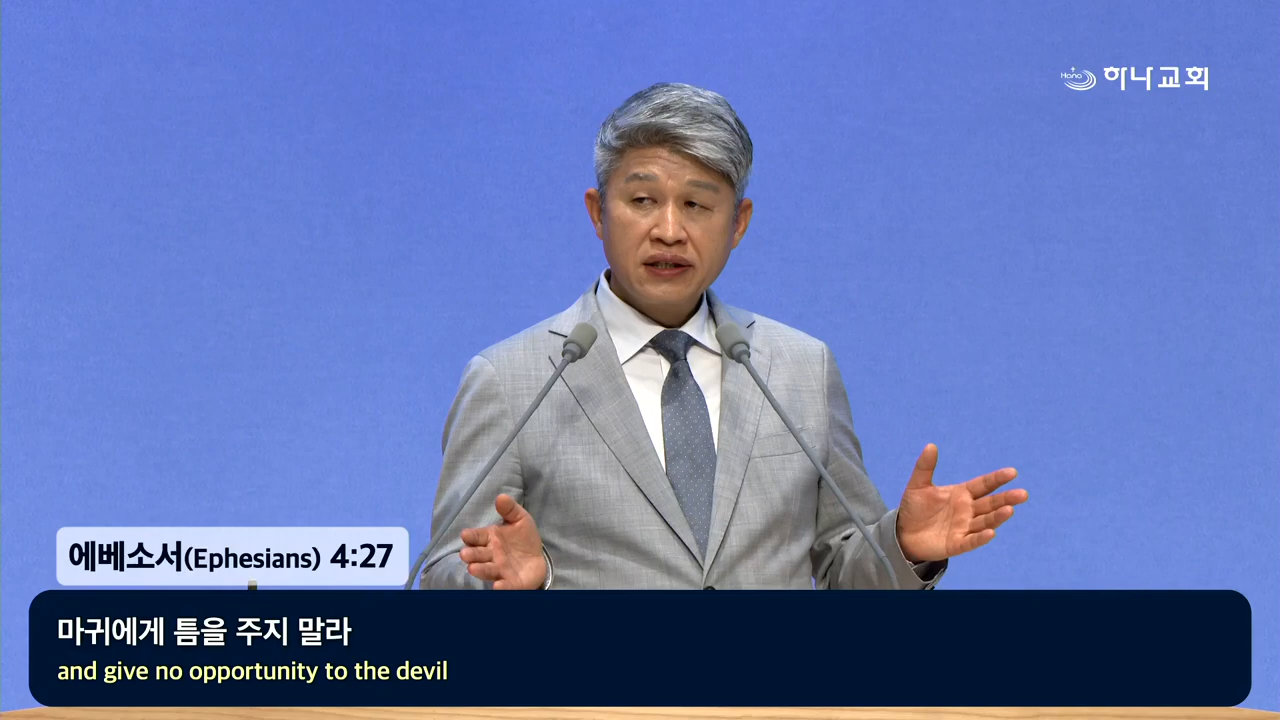 Hana 하나교회
에베소서(Ephesians) 4:27
마귀에게 틈을 주지 말라
and give no opportunity to the devil